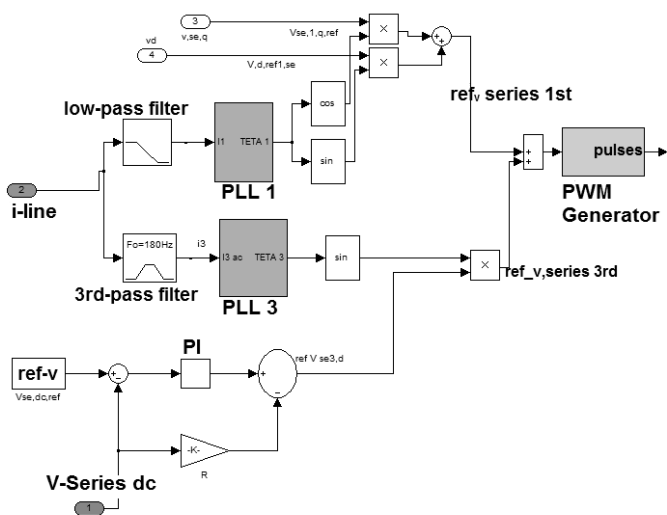 3
v,se,q
Vse,1,q,ref
×
vd
4
V,d,ref1,se
×
+
+
ref_v series 1st
low-pass filter
I1
TETA 1
cos
sin
PLL 1
+
+
pulses
PWM
Generator
2
i-line
Fo=180Hz
i3
I3 ac
TETA 3
sin
×
ref_v,series 3rd
3rd-pass filter
PLL 3
PI
ref V se3,d
ref-v
Vse,dc,ref
−
+
−
-K-
R
V-Series dc
1